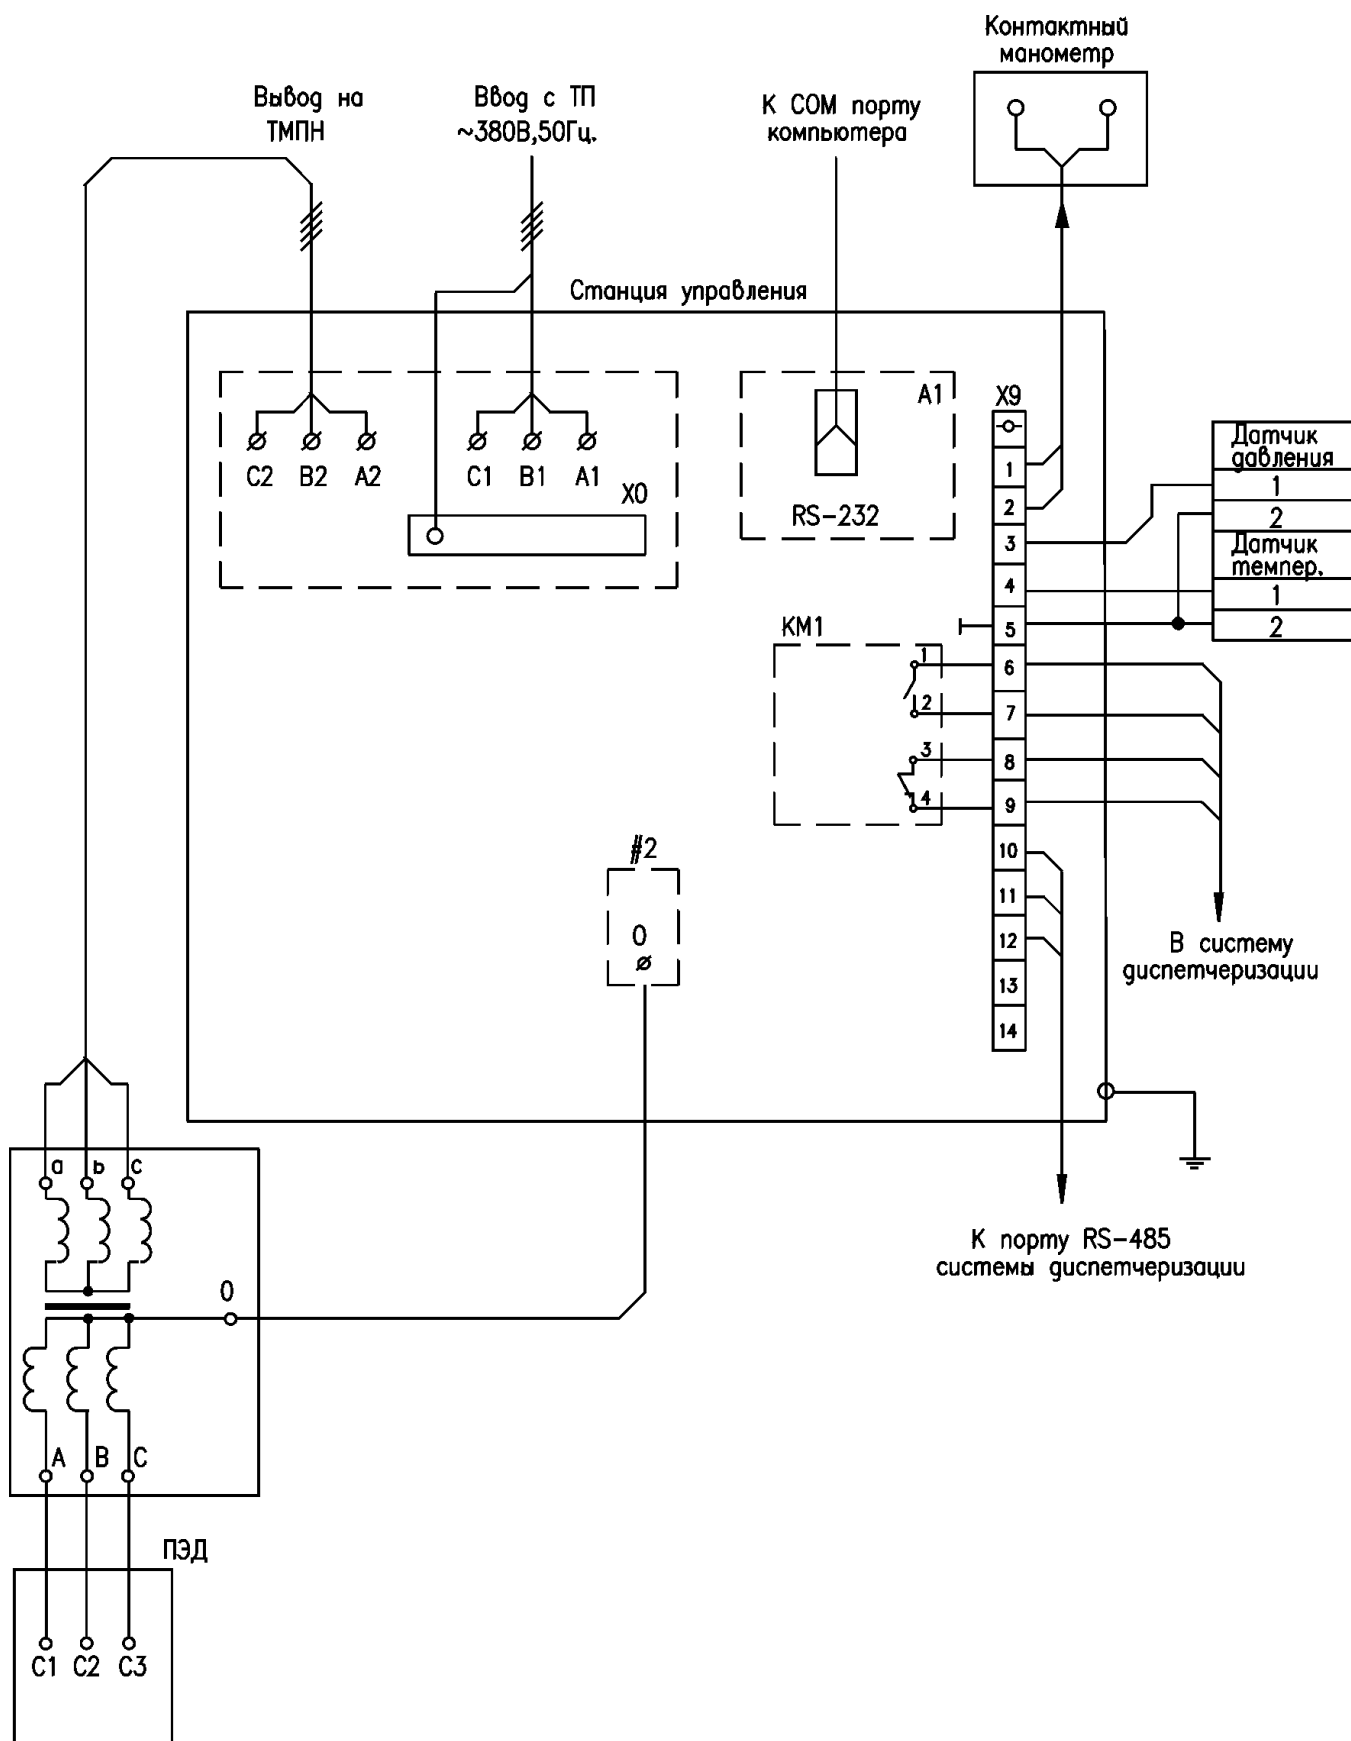 Контактный
манометр
Вывод на
ТМПН
Ввод с ТП
~380В,50Гц.
К COM порту
компьютера
Станция управления
C2 B2 A2
C1 B1 A1
X0
A1
RS-232
X9
1
2
3
4
5
6
7
8
9
10
11
12
13
14
Датчик
давления
1
2
Датчик
темпер.
1
2
KM1
1
2
3
4
#2
0
В систему
диспетчеризации
К порту RS-485
системы диспетчеризации
a b c
0
A B C
ПЭД
C1 C2 C3